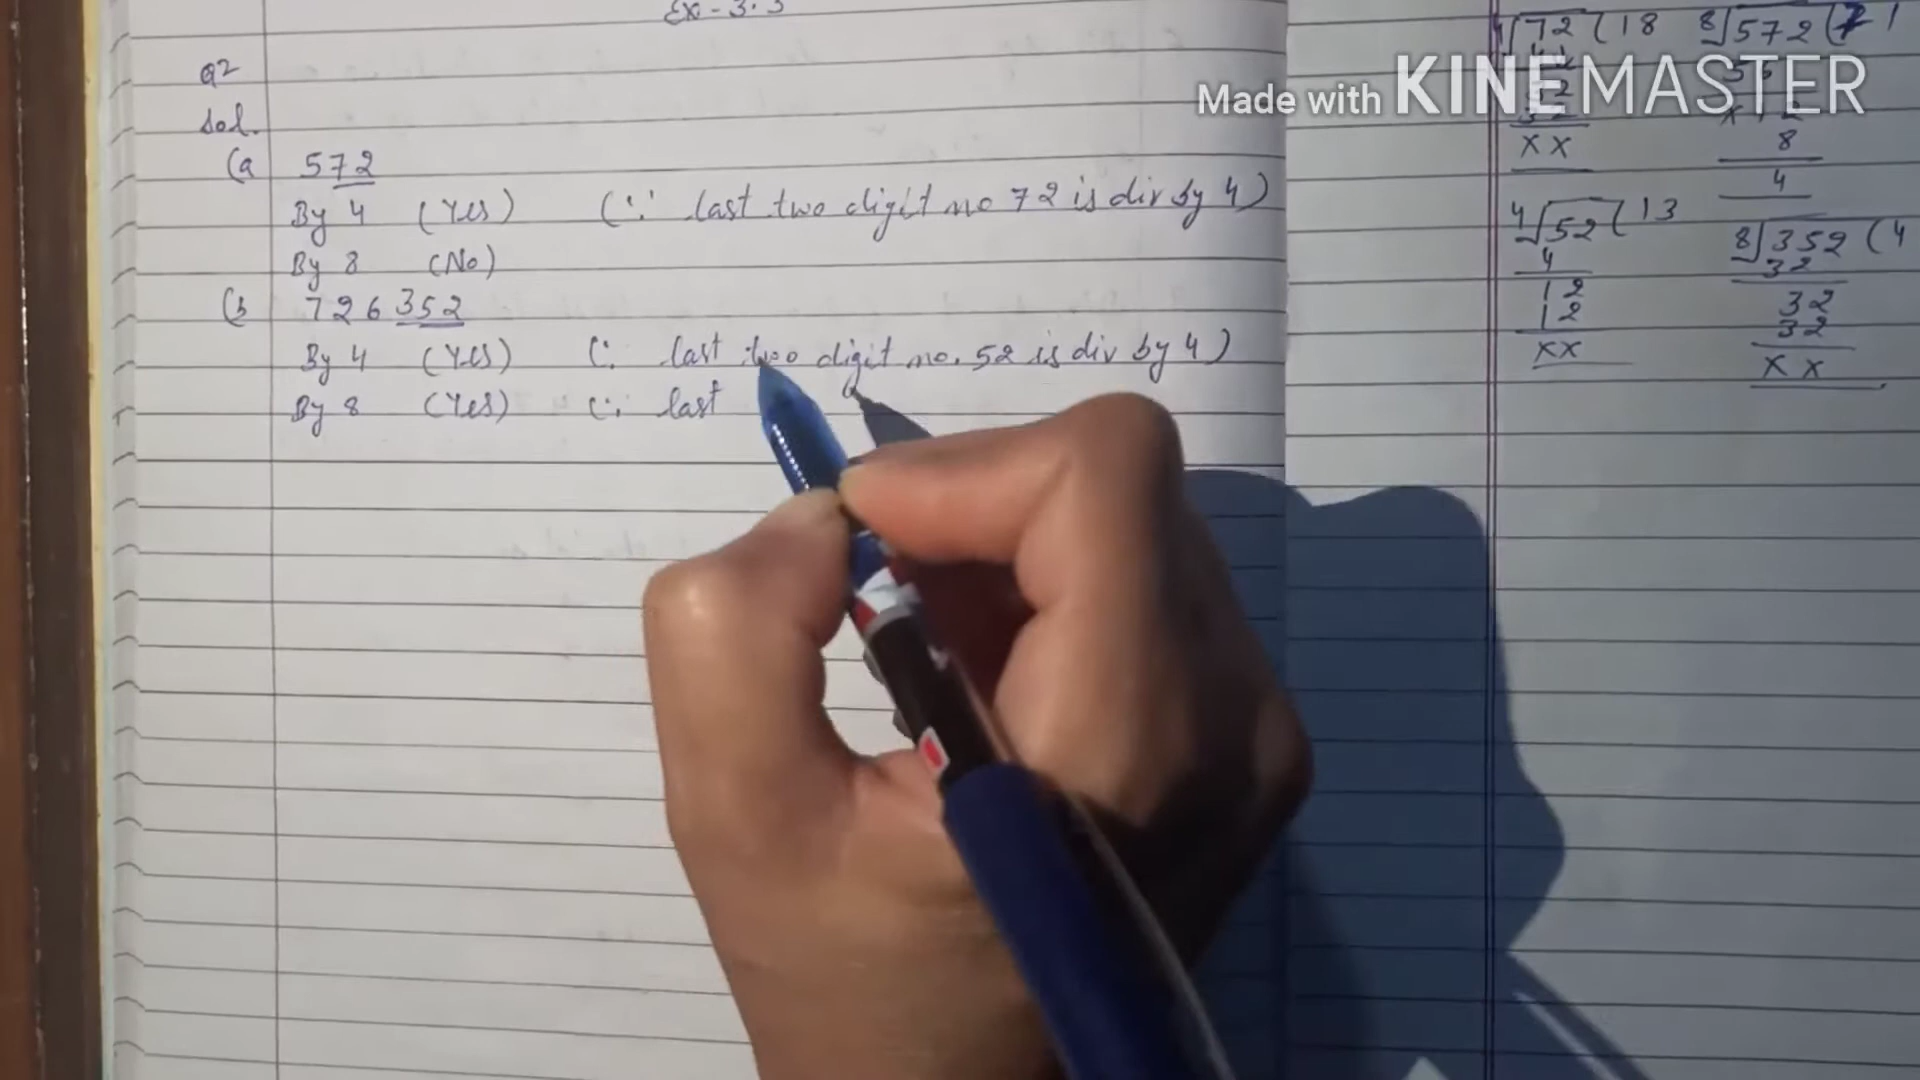 Ex-3.3
Q2
Sol.
(a 572
By 4 (Yes) (∵ last two digit no 72 is div by 4)
By 8 (No)
(b 726352
By 4 (Yes) (∵ last two digit no. 52 is div by 4)
By 8 (Yes) (∵ last
Made with KINEMASTER
72 ( 18
52
x x
8 572 ( 1
8
4
4 52 ( 13
4
12
12
xx
8 352 ( 4
32
32
32
x x